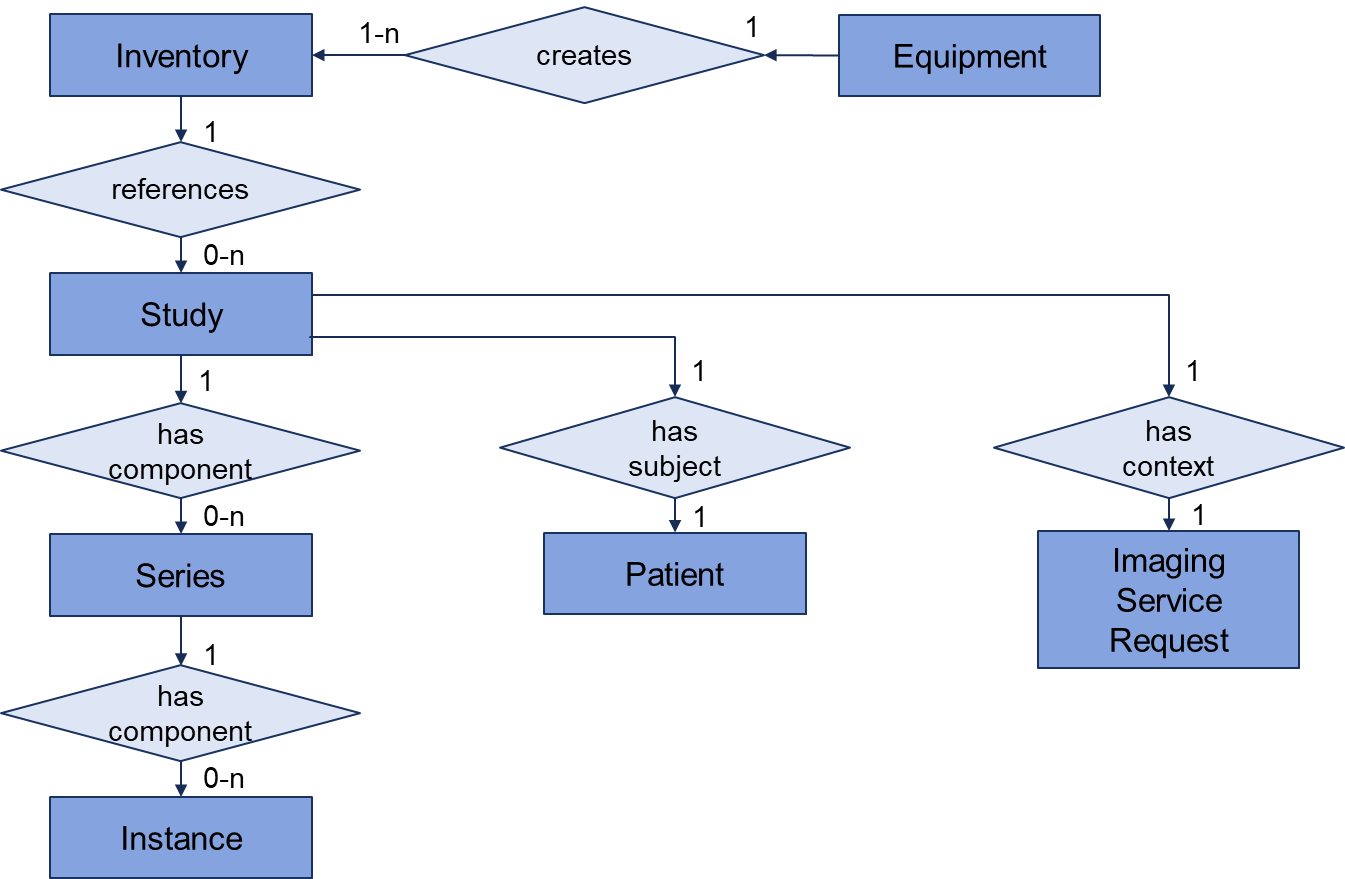 Inventory
1-n
creates
1
Equipment
1
references
0-n
Study
1
1
1
has
component
has
subject
has
context
0-n
1
1
Series
Patient
Imaging
Service
Request
1
has
component
0-n
Instance